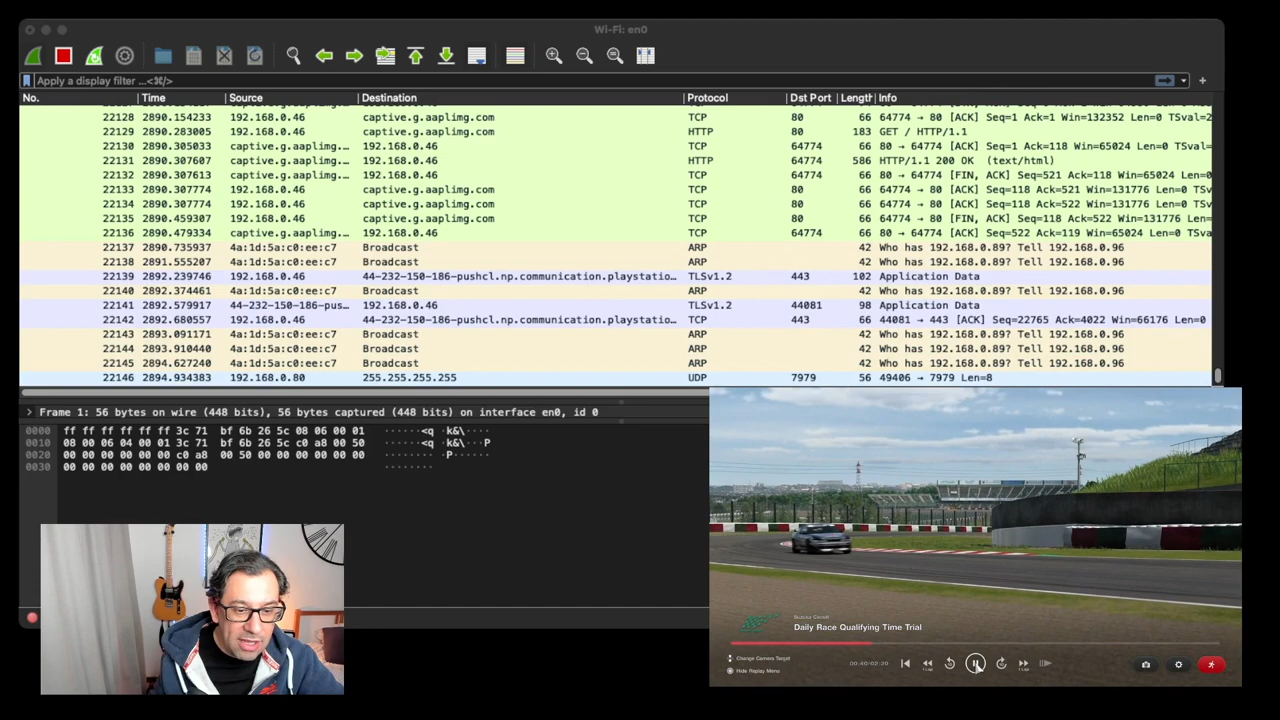 Wi-Fi: en0
Apply a display filter ... <⌘/>
No. Time Source Destination Protocol Dst Port Length Info
22128 2890.154233 192.168.0.46 captive.g.aaplimg.com TCP 80 66 64774 → 80 [ACK] Seq=1 Ack=1 Win=132352 Len=0 TSval=2
22129 2890.283005 192.168.0.46 captive.g.aaplimg.com HTTP 80 183 GET / HTTP/1.1
22130 2890.305033 captive.g.aaplimg.… 192.168.0.46 TCP 64774 66 80 → 64774 [ACK] Seq=1 Ack=118 Win=65024 Len=0 TSval=
22131 2890.307607 captive.g.aaplimg.… 192.168.0.46 HTTP 64774 586 HTTP/1.1 200 OK (text/html)
22132 2890.307613 captive.g.aaplimg.… 192.168.0.46 TCP 64774 66 80 → 64774 [FIN, ACK] Seq=521 Ack=118 Win=65024 Len=0
22133 2890.307774 192.168.0.46 captive.g.aaplimg.com TCP 80 66 64774 → 80 [ACK] Seq=118 Ack=521 Win=131776 Len=0 TSv
22134 2890.307774 192.168.0.46 captive.g.aaplimg.com TCP 80 66 64774 → 80 [ACK] Seq=118 Ack=522 Win=131776 Len=0 TSv
22135 2890.459307 192.168.0.46 captive.g.aaplimg.com TCP 80 66 64774 → 80 [FIN, ACK] Seq=118 Ack=522 Win=131776 Len=
22136 2890.479334 captive.g.aaplimg.… 192.168.0.46 TCP 64774 66 80 → 64774 [ACK] Seq=522 Ack=119 Win=65024 Len=0 TSva
22137 2890.735937 4a:1d:5a:c0:ee:c7 Broadcast ARP 42 Who has 192.168.0.89? Tell 192.168.0.96
22138 2891.555207 4a:1d:5a:c0:ee:c7 Broadcast ARP 42 Who has 192.168.0.89? Tell 192.168.0.96
22139 2892.239746 192.168.0.46 44-232-150-186-pushcl.np.communication.playstatio… TLSv1.2 443 102 Application Data
22140 2892.374461 4a:1d:5a:c0:ee:c7 Broadcast ARP 42 Who has 192.168.0.89? Tell 192.168.0.96
22141 2892.579917 44-232-150-186-pus… 192.168.0.46 TLSv1.2 44081 98 Application Data
22142 2892.680557 192.168.0.46 44-232-150-186-pushcl.np.communication.playstatio… TCP 443 66 44081 → 443 [ACK] Seq=22765 Ack=4022 Win=66176 Len=0
22143 2893.091171 4a:1d:5a:c0:ee:c7 Broadcast ARP 42 Who has 192.168.0.89? Tell 192.168.0.96
22144 2893.910440 4a:1d:5a:c0:ee:c7 Broadcast ARP 42 Who has 192.168.0.89? Tell 192.168.0.96
22145 2894.627240 4a:1d:5a:c0:ee:c7 Broadcast ARP 42 Who has 192.168.0.89? Tell 192.168.0.96
22146 2894.934383 192.168.0.80 255.255.255.255 UDP 7979 56 49406 → 7979 Len=8
Frame 1: 56 bytes on wire (448 bits), 56 bytes captured (448 bits) on interface en0, id 0
0000 ff ff ff ff ff ff 3c 71 bf 6b 26 5c 08 06 00 01 ······<q ·k&\····
0010 08 00 06 04 00 01 3c 71 bf 6b 26 5c c0 a8 00 50 ······<q ·k&\···P
0020 00 00 00 00 00 00 c0 a8 00 50 00 00 00 00 00 00 ········ ·P······
0030 00 00 00 00 00 00 00 00 ········
Suzuka Circuit
Daily Race Qualifying Time Trial
Change Camera Target
Hide Replay Menu